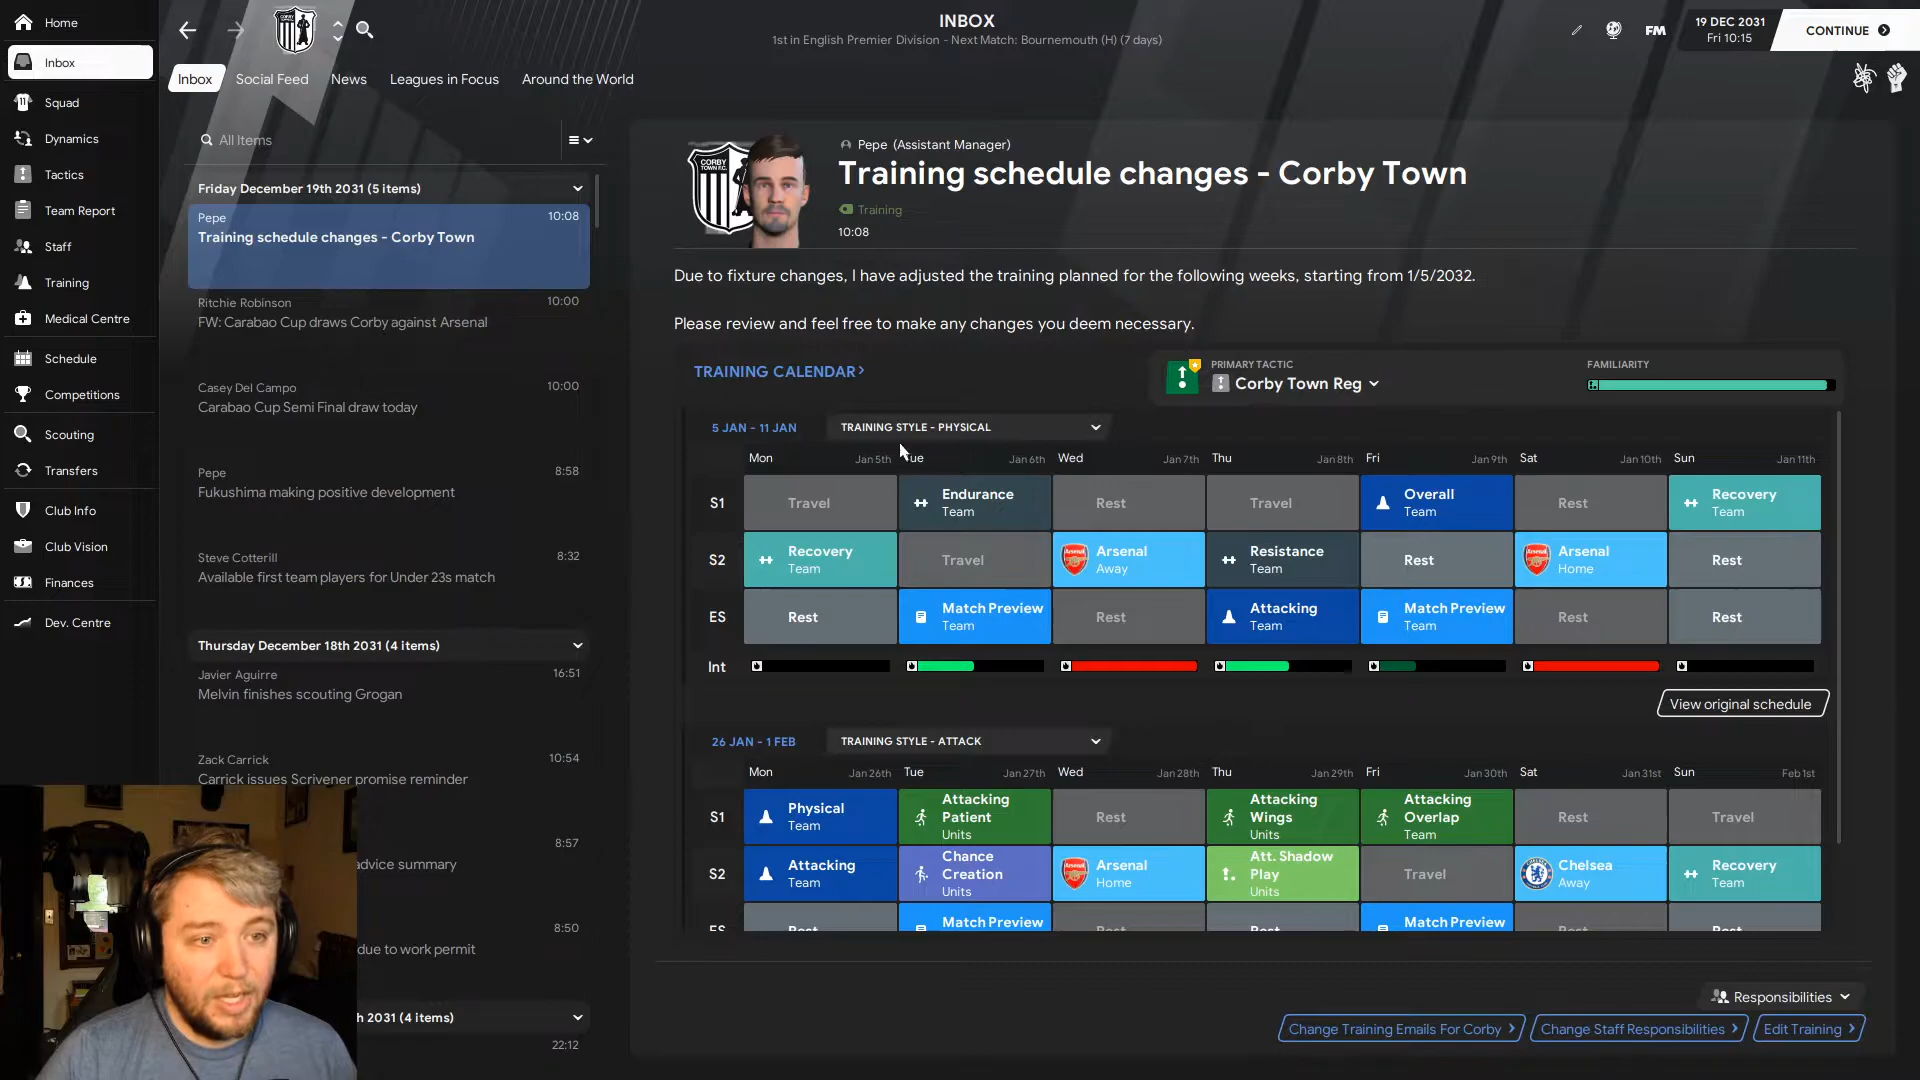 Home
Inbox
Squad
Dynamics
Tactics
Team Report
Staff
Training
Medical Centre
Schedule
Competitions
Scouting
Transfers
Club Info
Club Vision
Finances
Dev. Centre
INBOX
1st in English Premier Division - Next Match: Bournemouth (H) (7 days)
FM
19 DEC 2031
Fri 10:15
CONTINUE
Inbox Social Feed News Leagues in Focus Around the World
All Items
Friday December 19th 2031 (5 items)
Pepe 10:08
Training schedule changes - Corby Town
Ritchie Robinson 10:00
FW: Carabao Cup draws Corby against Arsenal
Casey Del Campo 10:00
Carabao Cup Semi Final draw today
Pepe 8:58
Fukushima making positive development
Steve Cotterill 8:32
Available first team players for Under 23s match
Thursday December 18th 2031 (4 items)
Javier Aguirre 16:51
Melvin finishes scouting Grogan
Zack Carrick 10:54
Carrick issues Scrivener promise reminder
8:57
advice summary
8:50
due to work permit
h 2031 (4 items)
22:12
CORBY
TOWN F.C.
Pepe (Assistant Manager)
Training schedule changes - Corby Town
Training
10:08
Due to fixture changes, I have adjusted the training planned for the following weeks, starting from 1/5/2032.
Please review and feel free to make any changes you deem necessary.
TRAINING CALENDAR>
PRIMARY TACTIC
Corby Town Reg
FAMILIARITY
5 JAN - 11 JAN TRAINING STYLE - PHYSICAL
Mon Jan 5th Tue Jan 6th Wed Jan 7th Thu Jan 8th Fri Jan 9th Sat Jan 10th Sun Jan 11th
S1 Travel Endurance Team Rest Travel Overall Team Rest Recovery Team
S2 Recovery Team Travel Arsenal Away Resistance Team Rest Arsenal Home Rest
ES Rest Match Preview Team Rest Attacking Team Match Preview Team Rest Rest
Int
View original schedule
26 JAN - 1 FEB TRAINING STYLE - ATTACK
Mon Jan 26th Tue Jan 27th Wed Jan 28th Thu Jan 29th Fri Jan 30th Sat Jan 31st Sun Feb 1st
S1 Physical Team Attacking Patient Units Rest Attacking Wings Units Attacking Overlap Team Rest Travel
S2 Attacking Team Chance Creation Units Arsenal Home Att. Shadow Play Units Travel Chelsea Away Recovery Team
ES Rest Match Preview Rest Rest Match Preview Rest Rest
Responsibilities
Change Training Emails For Corby > Change Staff Responsibilities > Edit Training >